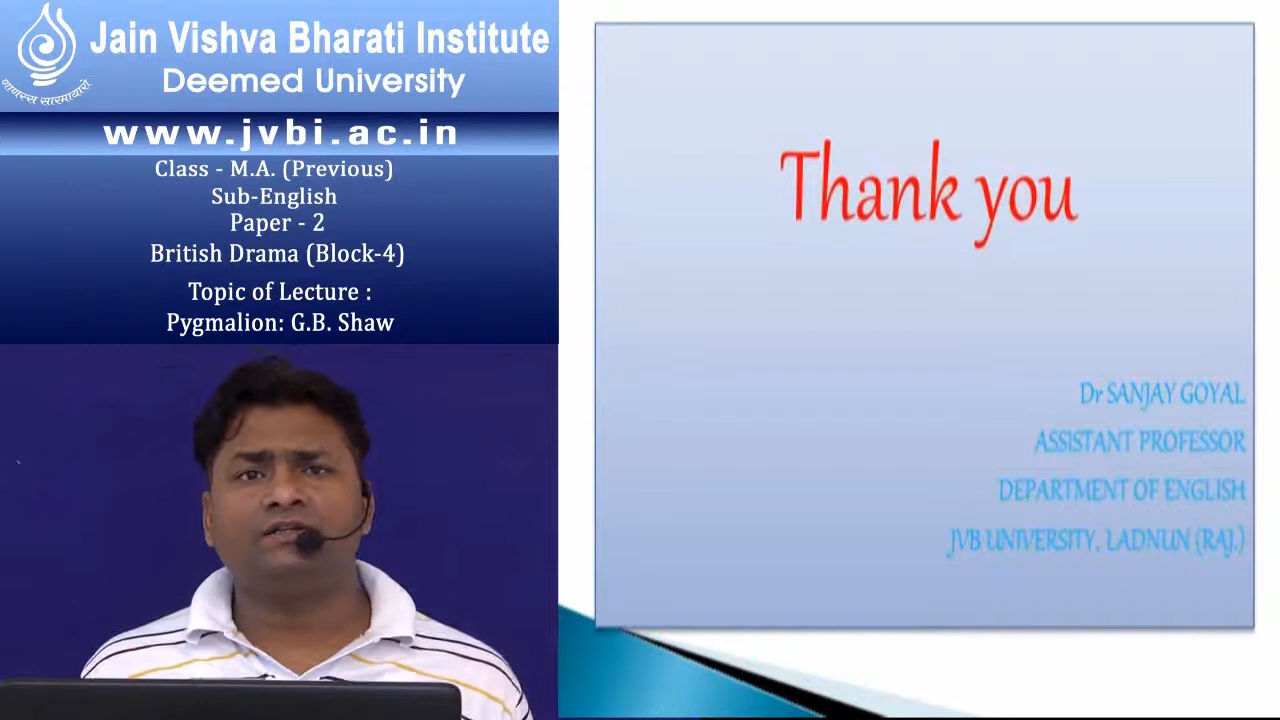 Jain Vishva Bharati Institute
Deemed University
णाणस्स सारमायारो
www.jvbi.ac.in
Class - M.A. (Previous)
Sub-English
Paper - 2
British Drama (Block-4)
Topic of Lecture :
Pygmalion: G.B. Shaw
Thank you
Dr SANJAY GOYAL
ASSISTANT PROFESSOR
DEPARTMENT OF ENGLISH
JVB UNIVERSITY, LADNUN (RAJ.)